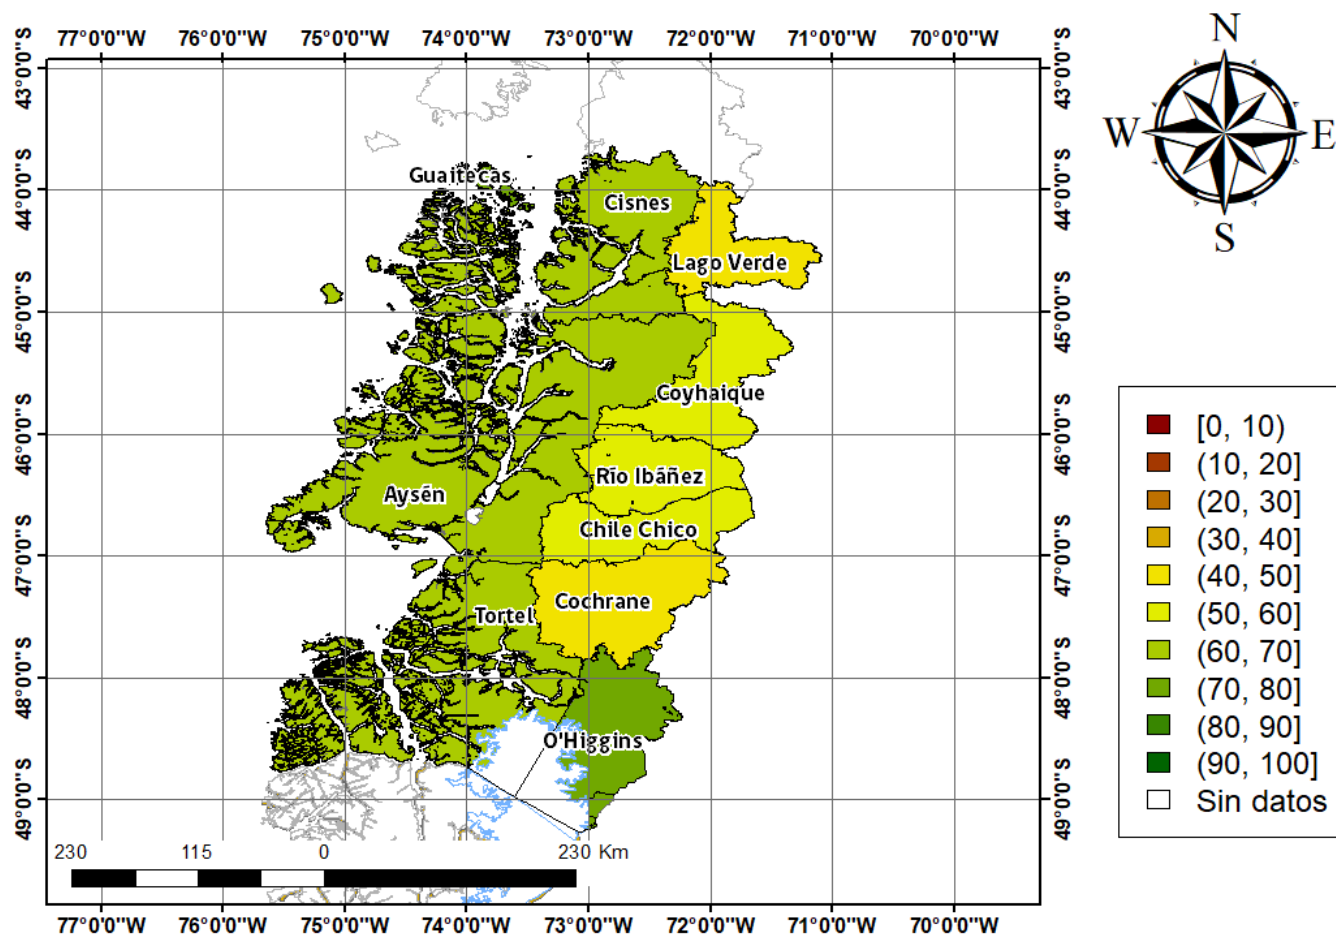 77°0'0"W 76°0'0"W 75°0'0"W 74°0'0"W 73°0'0"W 72°0'0"W 71°0'0"W 70°0'0"W
43°0'0"S
44°0'0"S
45°0'0"S
46°0'0"S
47°0'0"S
48°0'0"S
49°0'0"S
Guaitecas
Cisnes
Lago Verde
Coyhaique
Río Ibáñez
Aysén
Chile Chico
Cochrane
Tortel
O'Higgins
230 115 0 230 Km
77°0'0"W 76°0'0"W 75°0'0"W 74°0'0"W 73°0'0"W 72°0'0"W 71°0'0"W 70°0'0"W
43°0'0"S
44°0'0"S
45°0'0"S
46°0'0"S
47°0'0"S
48°0'0"S
49°0'0"S
N
W E
S
[0, 10)
(10, 20]
(20, 30]
(30, 40]
(40, 50]
(50, 60]
(60, 70]
(70, 80]
(80, 90]
(90, 100]
Sin datos